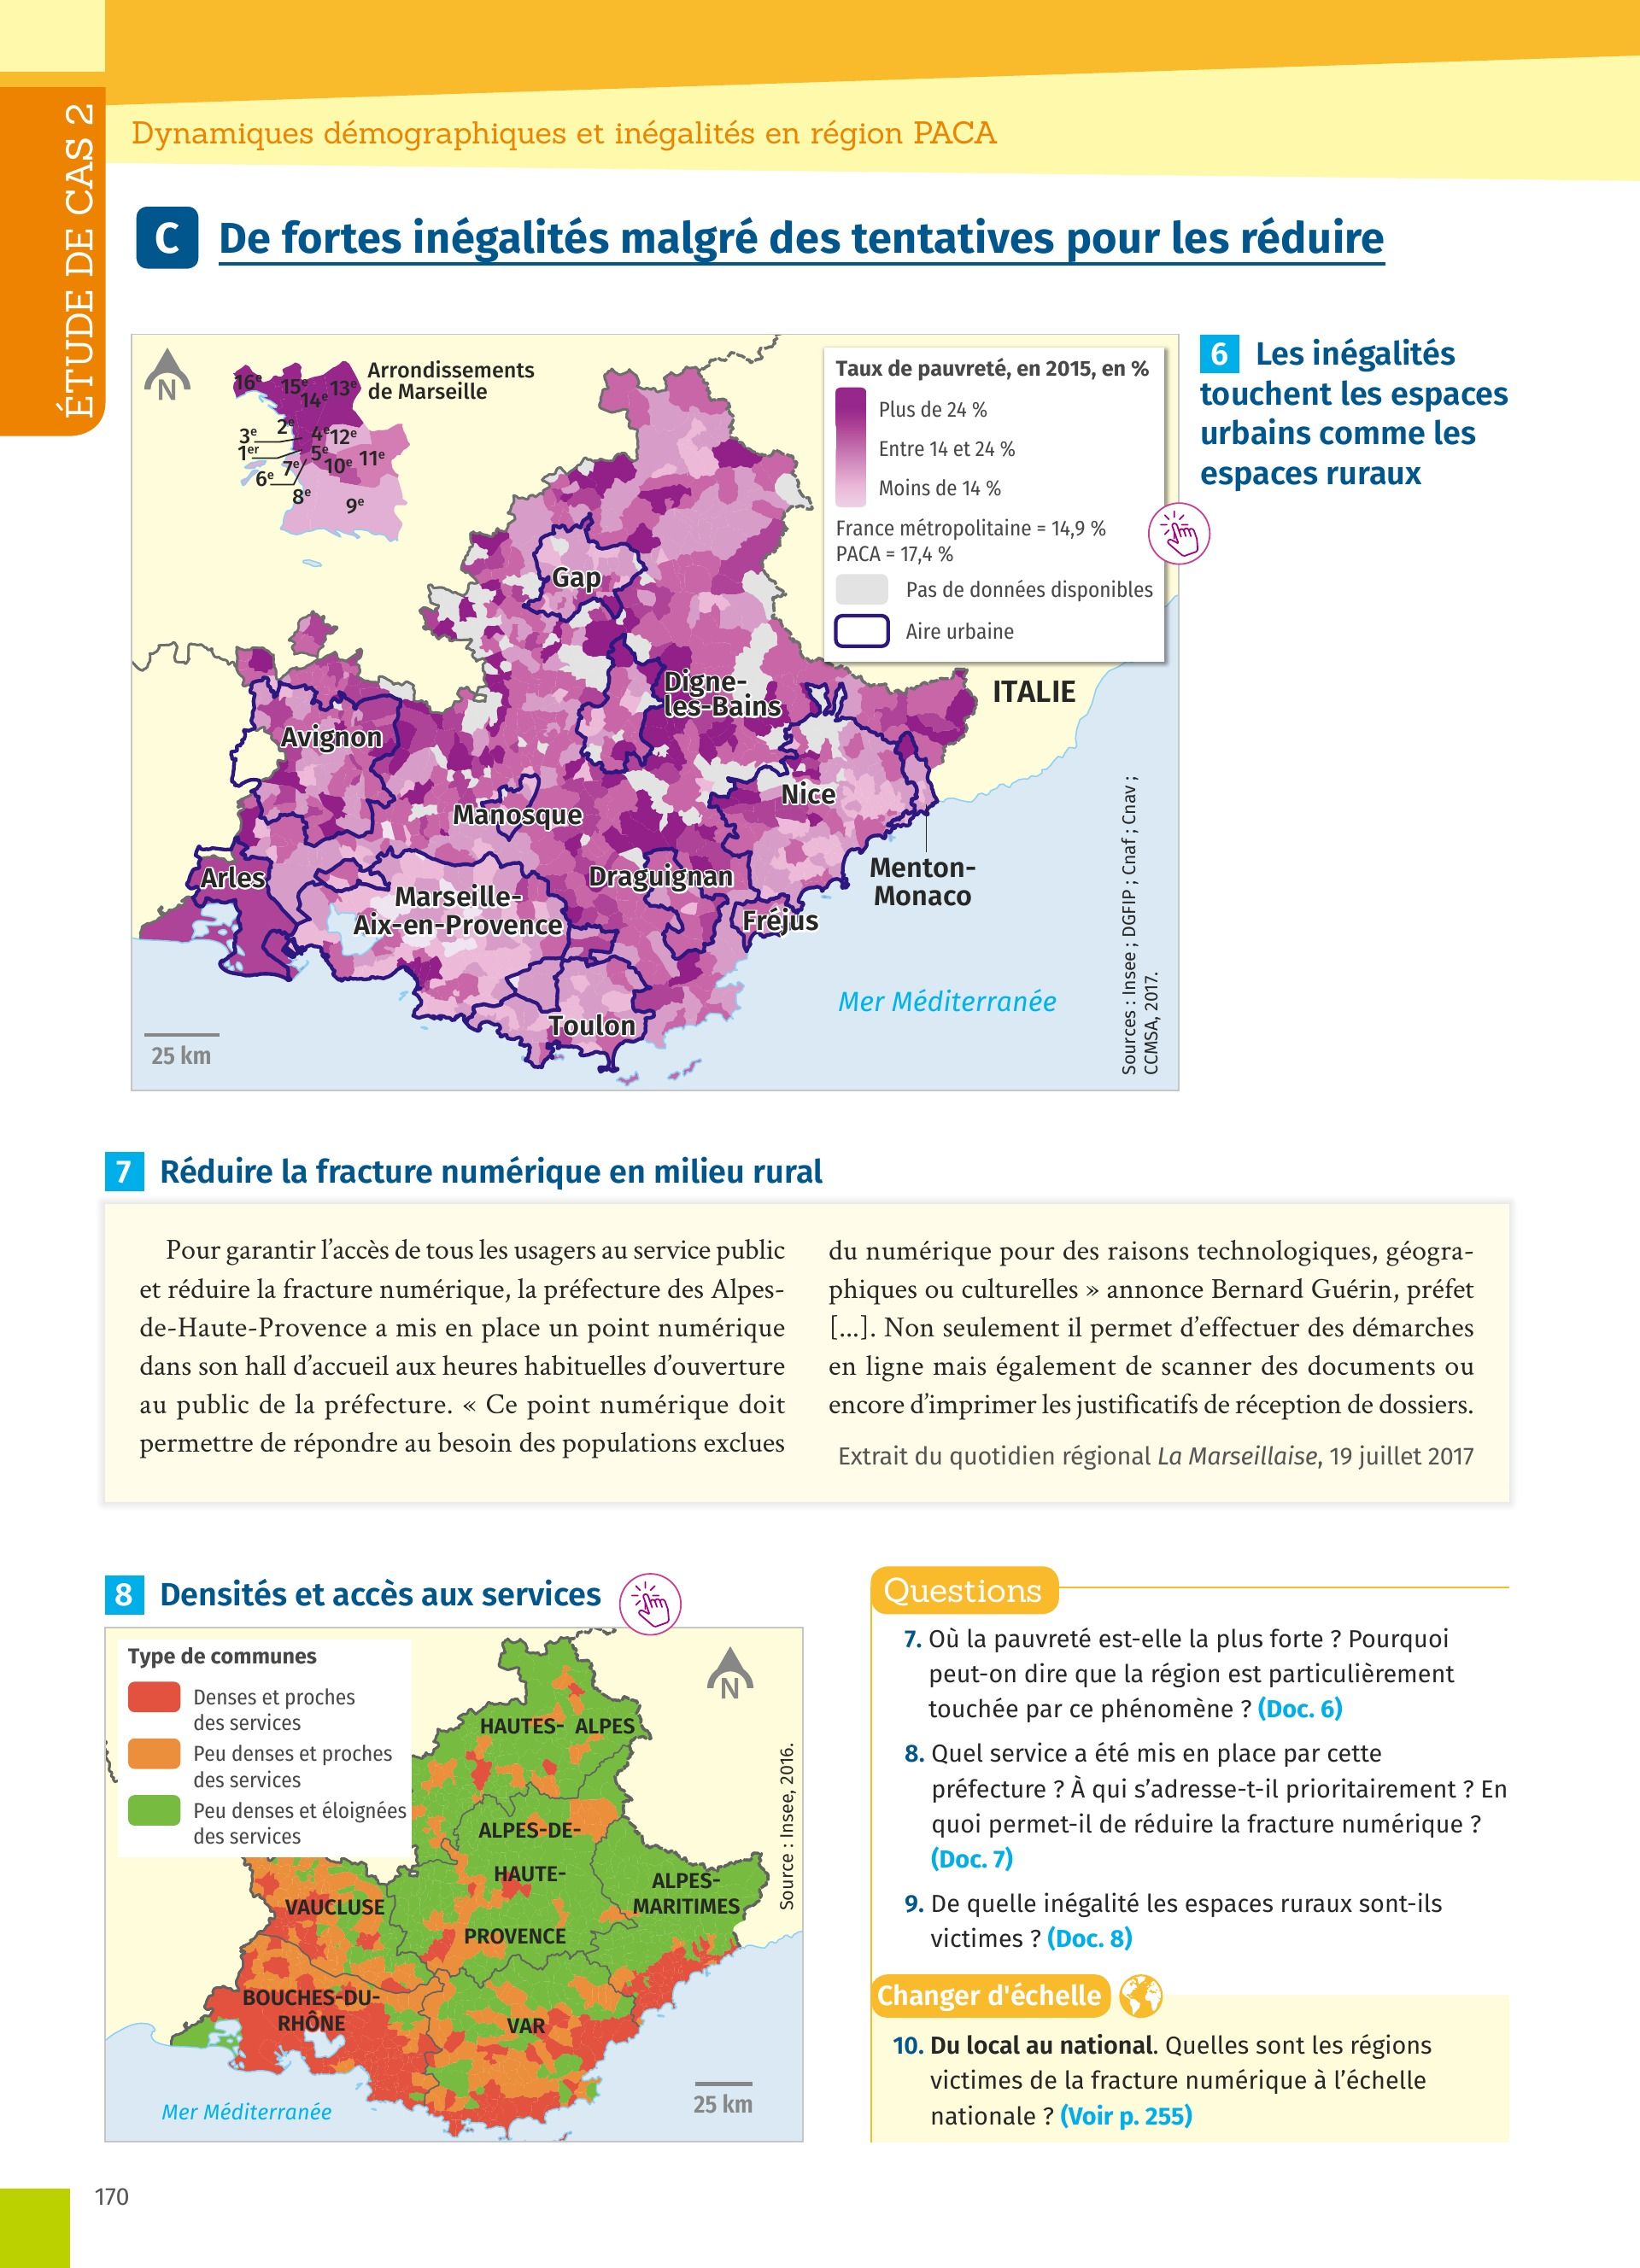 ÉTUDE DE CAS 2
Dynamiques démographiques et inégalités en région PACA
C De fortes inégalités malgré des tentatives pour les réduire
6 Les inégalités
touchent les espaces
urbains comme les
espaces ruraux
N
Arrondissements
de Marseille
16e
15e
14e
13e
2e
3e
1er
4e
12e
5e
6e
7e
10e
11e
8e
9e
Taux de pauvreté, en 2015, en %
Plus de 24 %
Entre 14 et 24 %
Moins de 14 %
France métropolitaine = 14,9 %
PACA = 17,4 %
Pas de données disponibles
Aire urbaine
Gap
Digne-
les-Bains
ITALIE
Avignon
Nice
Manosque
Menton-
Monaco
Arles
Draguignan
Marseille-
Aix-en-Provence
Fréjus
Mer Méditerranée
Toulon
25 km
Sources : Insee ; DGFIP ; Cnaf ; Cnav ;
CCMSA, 2017.
7 Réduire la fracture numérique en milieu rural
Pour garantir l’accès de tous les usagers au service public
et réduire la fracture numérique, la préfecture des Alpes-
de-Haute-Provence a mis en place un point numérique
dans son hall d’accueil aux heures habituelles d’ouverture
au public de la préfecture. « Ce point numérique doit
permettre de répondre au besoin des populations exclues
du numérique pour des raisons technologiques, géogra-
phiques ou culturelles » annonce Bernard Guérin, préfet
[...]. Non seulement il permet d’effectuer des démarches
en ligne mais également de scanner des documents ou
encore d’imprimer les justificatifs de réception de dossiers.
Extrait du quotidien régional La Marseillaise, 19 juillet 2017
8 Densités et accès aux services
Type de communes
Denses et proches
des services
Peu denses et proches
des services
Peu denses et éloignées
des services
N
HAUTES- ALPES
ALPES-DE-
HAUTE-
PROVENCE
ALPES-
MARITIMES
VAUCLUSE
BOUCHES-DU-
RHÔNE
VAR
Mer Méditerranée
25 km
Source : Insee, 2016.
Questions
7. Où la pauvreté est-elle la plus forte ? Pourquoi
peut-on dire que la région est particulièrement
touchée par ce phénomène ? (Doc. 6)
8. Quel service a été mis en place par cette
préfecture ? À qui s’adresse-t-il prioritairement ? En
quoi permet-il de réduire la fracture numérique ?
(Doc. 7)
9. De quelle inégalité les espaces ruraux sont-ils
victimes ? (Doc. 8)
Changer d'échelle
10. Du local au national. Quelles sont les régions
victimes de la fracture numérique à l’échelle
nationale ? (Voir p. 255)
170